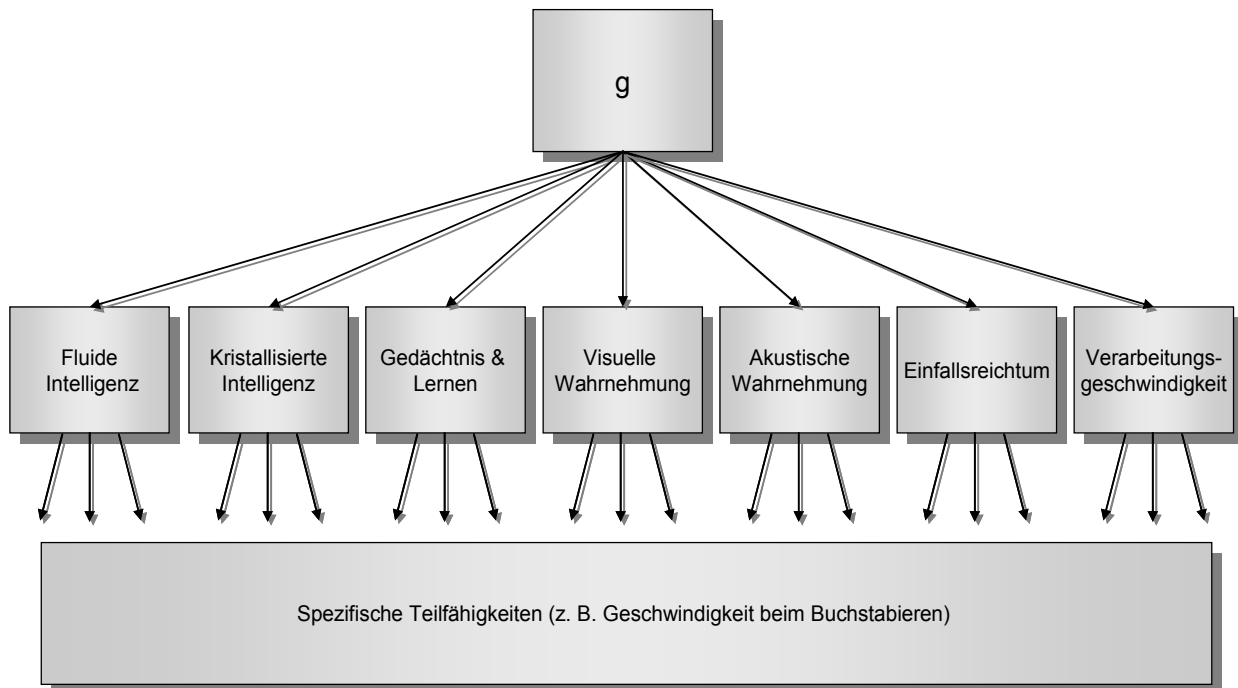 g
Fluide
Intelligenz
Kristallisierte
Intelligenz
Gedächtnis &
Lernen
Visuelle
Wahrnehmung
Akustische
Wahrnehmung
Einfallsreichtum
Verarbeitungs-
geschwindigkeit
Spezifische Teilfähigkeiten (z. B. Geschwindigkeit beim Buchstabieren)